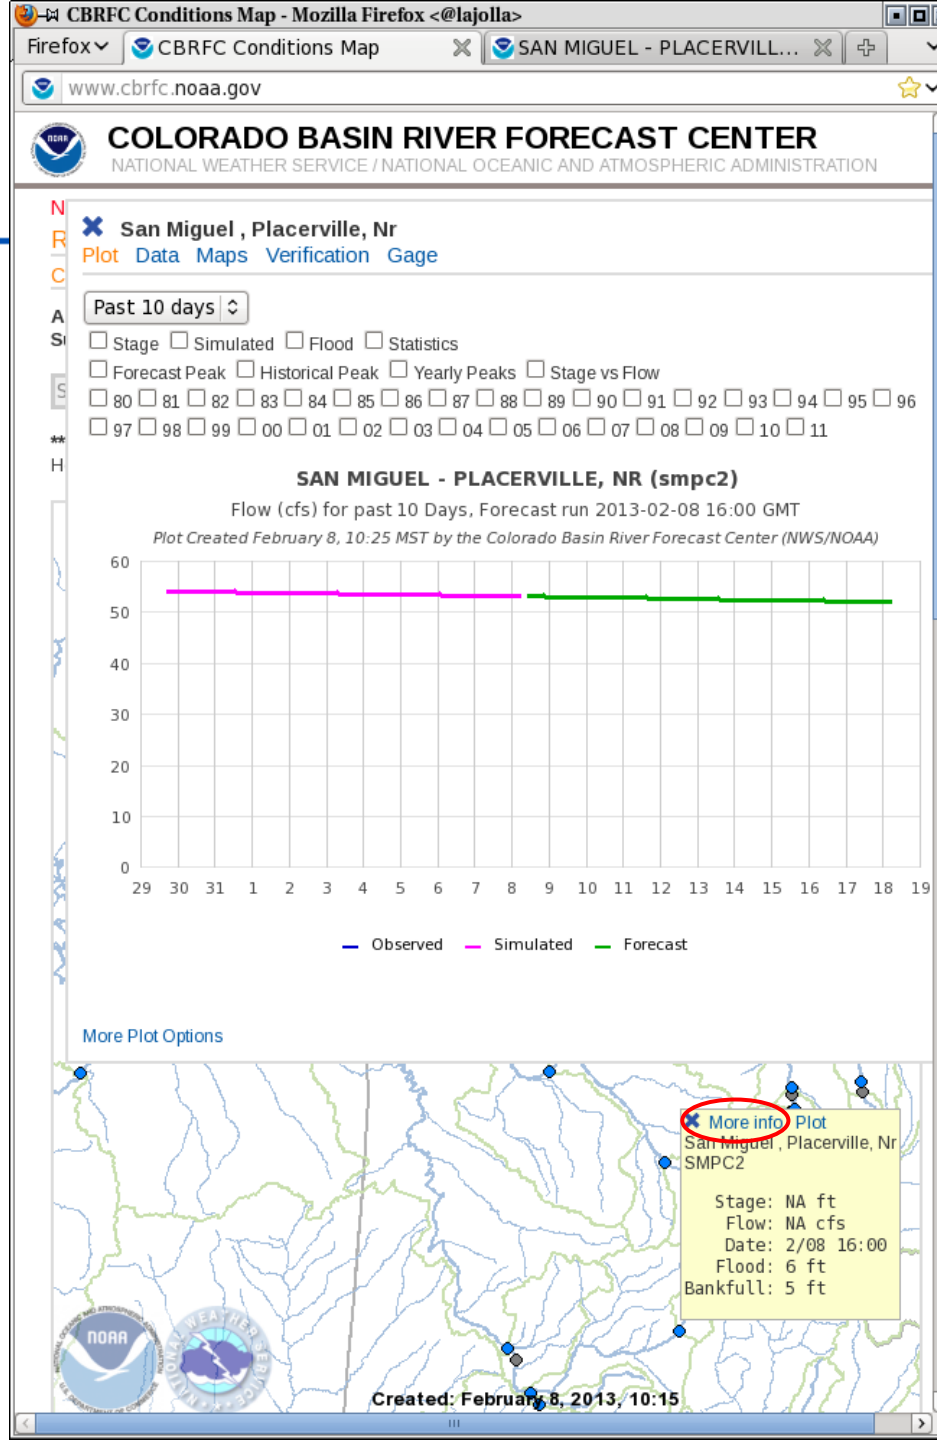 CBRFC Conditions Map - Mozilla Firefox <@lajolla>
Firefox CBRFC Conditions Map SAN MIGUEL - PLACERVILL...
www.cbrfc.noaa.gov
NOAA
COLORADO BASIN RIVER FORECAST CENTER
NATIONAL WEATHER SERVICE / NATIONAL OCEANIC AND ATMOSPHERIC ADMINISTRATION
N
R
C
A
S
S
**
H
San Miguel , Placerville, Nr
Plot Data Maps Verification Gage
Past 10 days
Stage Simulated Flood Statistics
Forecast Peak Historical Peak Yearly Peaks Stage vs Flow
80 81 82 83 84 85 86 87 88 89 90 91 92 93 94 95 96
97 98 99 00 01 02 03 04 05 06 07 08 09 10 11
SAN MIGUEL - PLACERVILLE, NR (smpc2)
Flow (cfs) for past 10 Days, Forecast run 2013-02-08 16:00 GMT
Plot Created February 8, 10:25 MST by the Colorado Basin River Forecast Center (NWS/NOAA)
60
50
40
30
20
10
0
29 30 31 1 2 3 4 5 6 7 8 9 10 11 12 13 14 15 16 17 18 19
Observed Simulated Forecast
More Plot Options
More info Plot
San Miguel , Placerville, Nr
SMPC2
Stage: NA ft
Flow: NA cfs
Date: 2/08 16:00
Flood: 6 ft
Bankfull: 5 ft
NOAA
NATIONAL WEATHER SERVICE
Created: February 8, 2013, 10:15